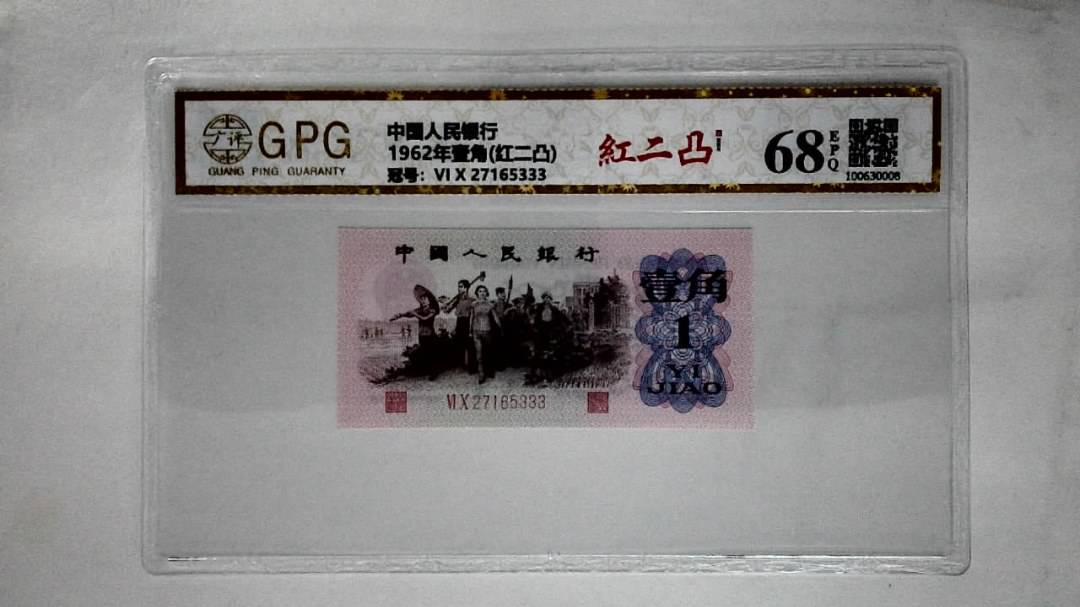 广评
GPG
GUANG PING GUARANTY
中国人民银行
1962年壹角(红二凸)
冠号: VI X 27165333
紅二凸
68
EPQ
100630008
中國人民銀行
壹角
1
YI
JIAO
VI X 27165333